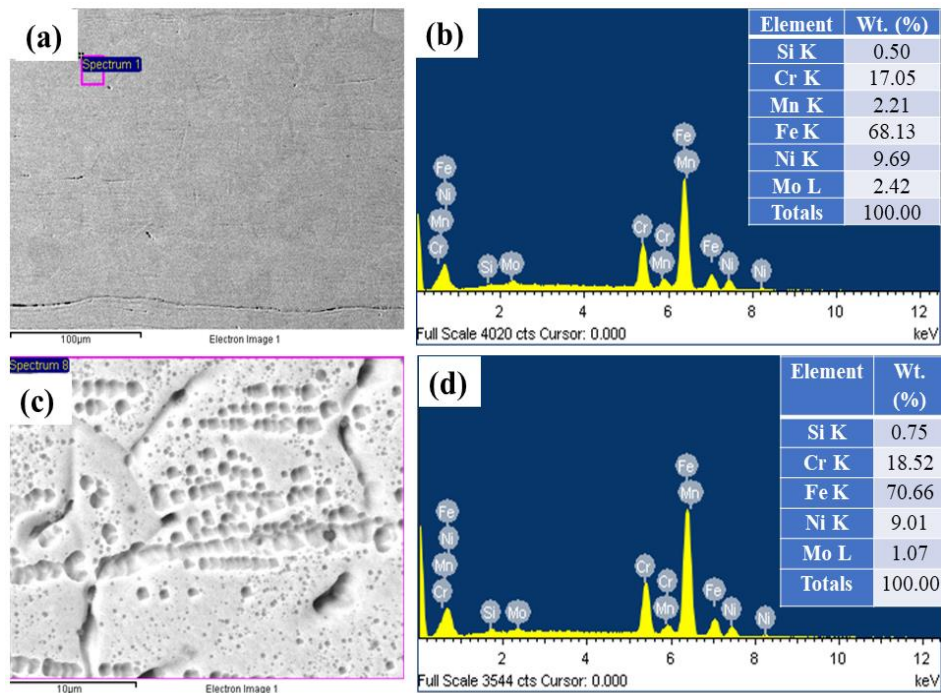 (a)
Spectrum 1
100µm
Electron Image 1
(b)
Element Wt. (%)
Si K 0.50
Cr K 17.05
Mn K 2.21
Fe K 68.13
Ni K 9.69
Mo L 2.42
Totals 100.00
Fe
Ni
Mn
Cr
Si
Mo
Cr
Cr
Mn
Fe
Mn
Fe
Ni
Ni
2 4 6 8 10 12
Full Scale 4020 cts Cursor: 0.000
keV
Spectrum 8
(c)
10µm
Electron Image 1
(d)
Element Wt.
(%)
Si K 0.75
Cr K 18.52
Fe K 70.66
Ni K 9.01
Mo L 1.07
Totals 100.00
Fe
Ni
Mn
Cr
Si
Mo
Cr
Cr
Mn
Fe
Mn
Fe
Ni
Ni
2 4 6 8 10 12
Full Scale 3544 cts Cursor: 0.000
keV